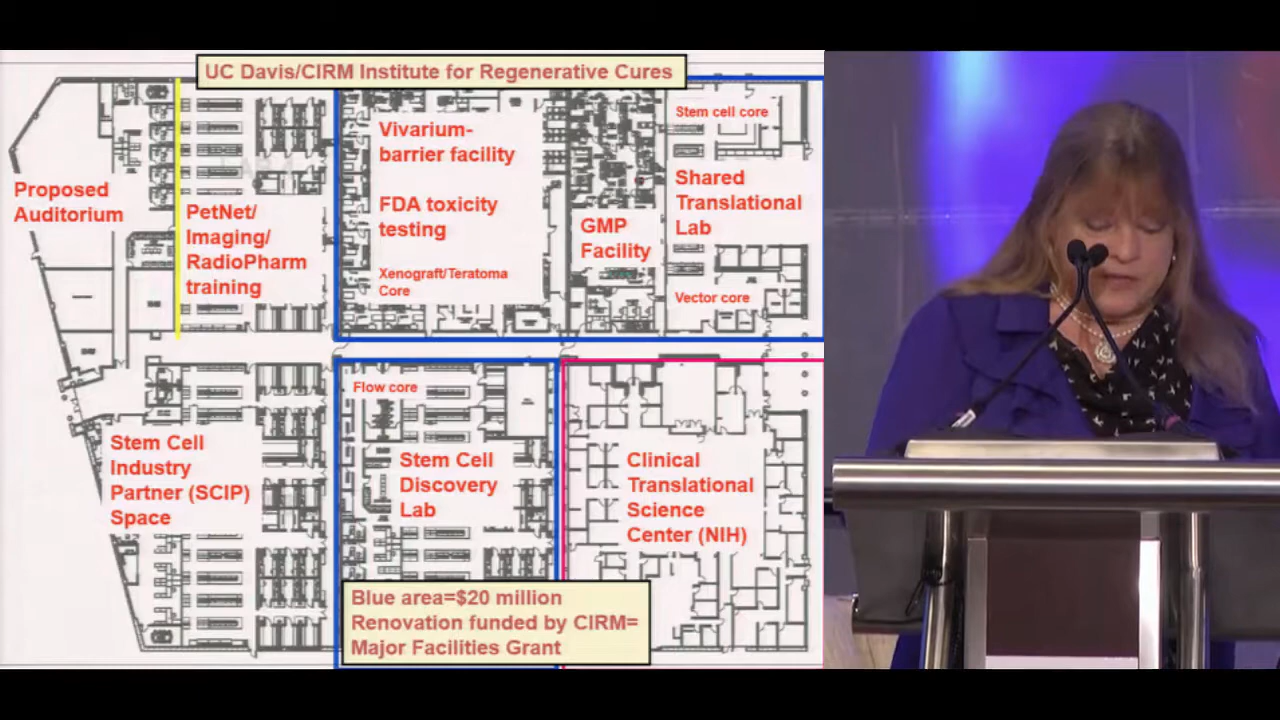 UC Davis/CIRM Institute for Regenerative Cures
Proposed
Auditorium
PetNet/
Imaging/
RadioPharm
training
Vivarium-
barrier facility
FDA toxicity
testing
Xenograft/Teratoma
Core
GMP
Facility
Stem cell core
Shared
Translational
Lab
Vector core
Stem Cell
Industry
Partner (SCIP)
Space
Flow core
Stem Cell
Discovery
Lab
Clinical
Translational
Science
Center (NIH)
Blue area=$20 million
Renovation funded by CIRM=
Major Facilities Grant